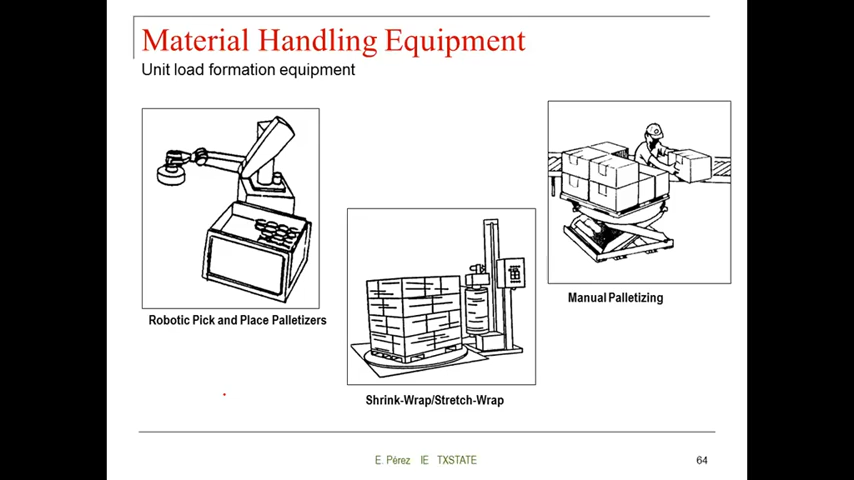 Material Handling Equipment
Unit load formation equipment
Robotic Pick and Place Palletizers
Shrink-Wrap/Stretch-Wrap
Manual Palletizing
E. Pérez IE TXSTATE
64